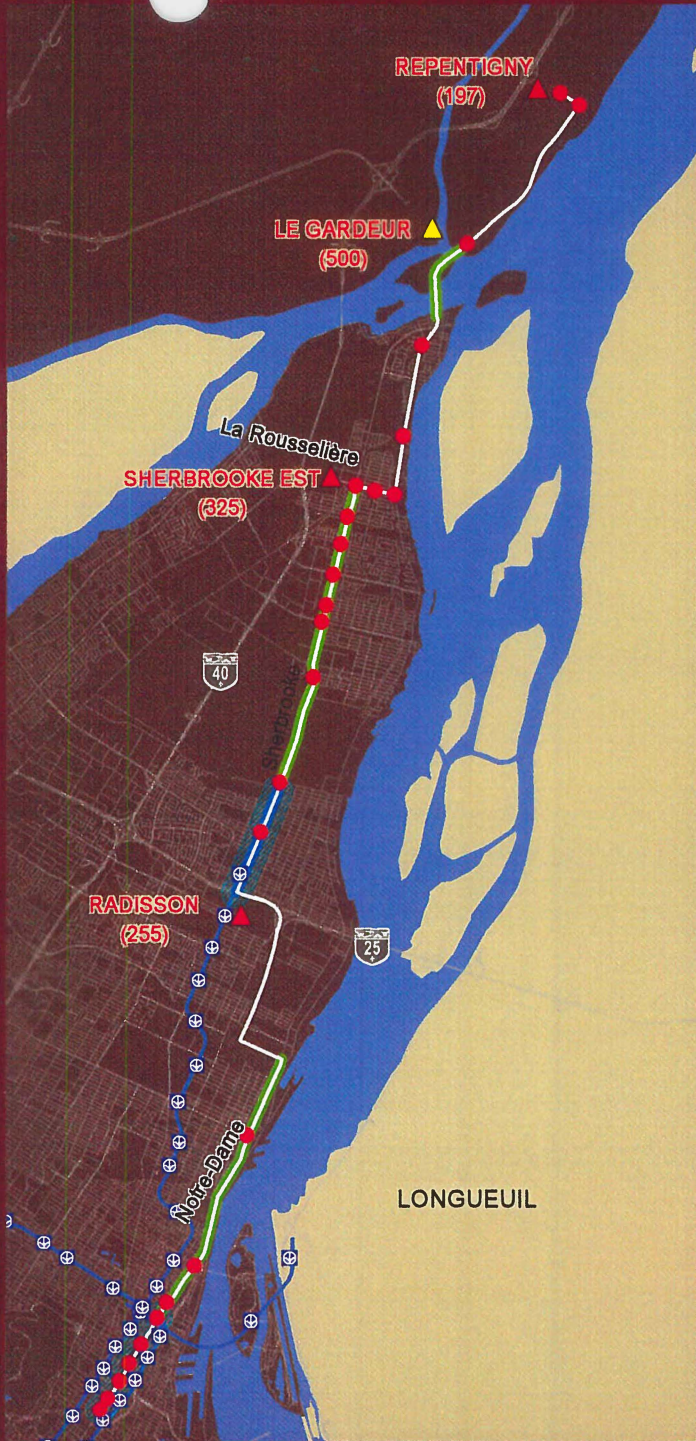 REPENTIGNY
(197)
LE GARDEUR
(500)
La Rousselière
SHERBROOKE EST
(325)
40
Sherbrooke
RADISSON
(255)
25
Notre-Dame
LONGUEUIL